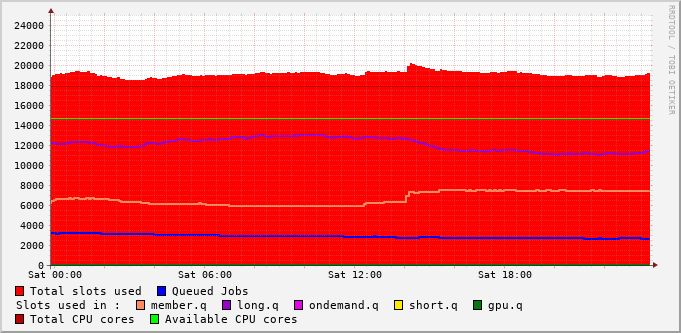 RRDTOOL / TOBI OETIKER
24000
22000
20000
18000
16000
14000
12000
10000
8000
6000
4000
2000
0
Sat 00:00 Sat 06:00 Sat 12:00 Sat 18:00
Total slots used Queued Jobs
Slots used in : member.q long.q ondemand.q short.q gpu.q
Total CPU cores Available CPU cores